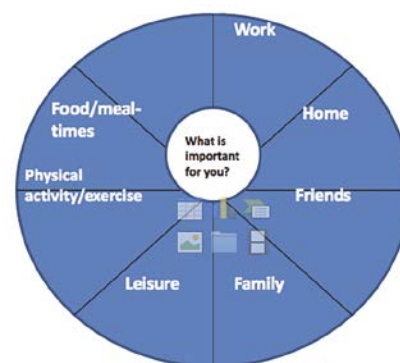 Work
Home
Friends
Family
Leisure
Physical
activity/exercise
Food/meal-
times
What is
important
for you?